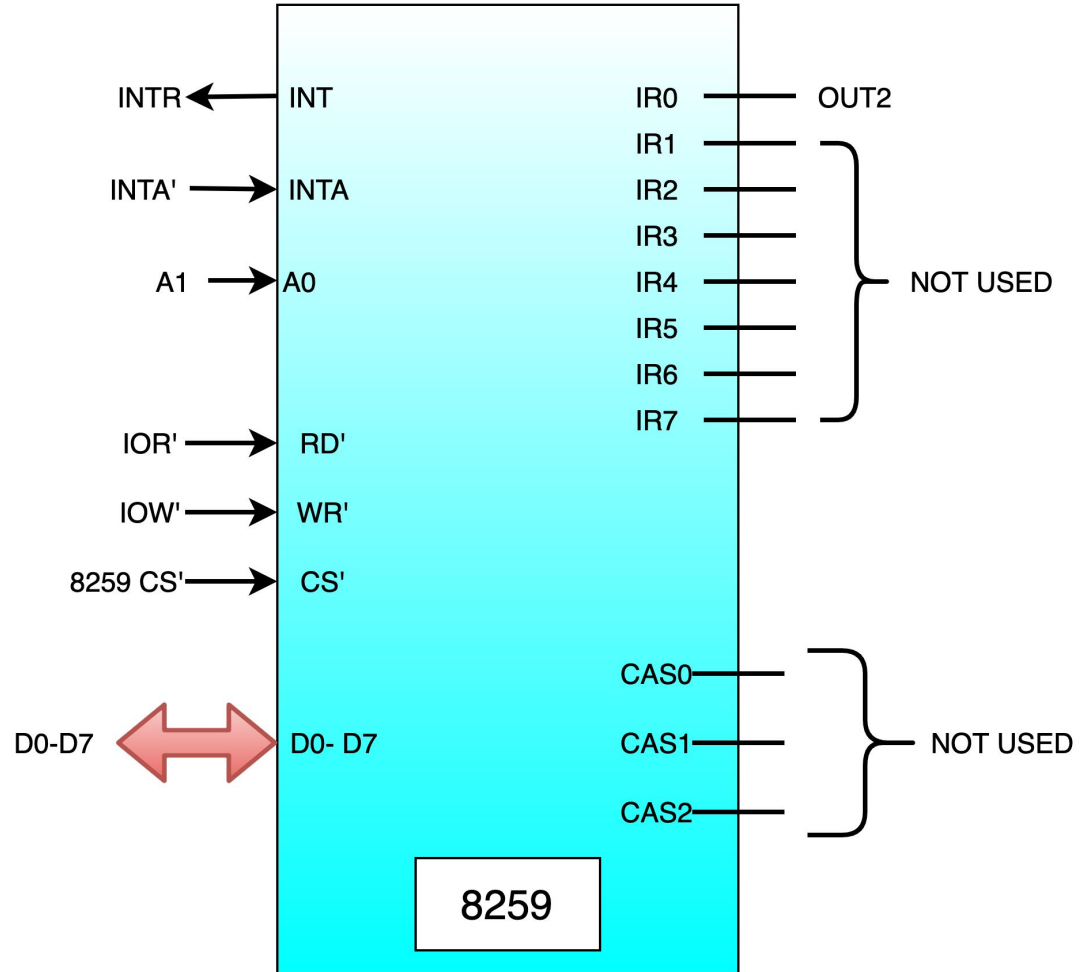 INTR INT IR0 OUT2
IR1
INTA' INTA IR2
IR3
A1 A0 IR4 NOT USED
IR5
IR6
IR7
IOR' RD'
IOW' WR'
8259 CS' CS'
CAS0
D0-D7 D0- D7 CAS1 NOT USED
CAS2
8259